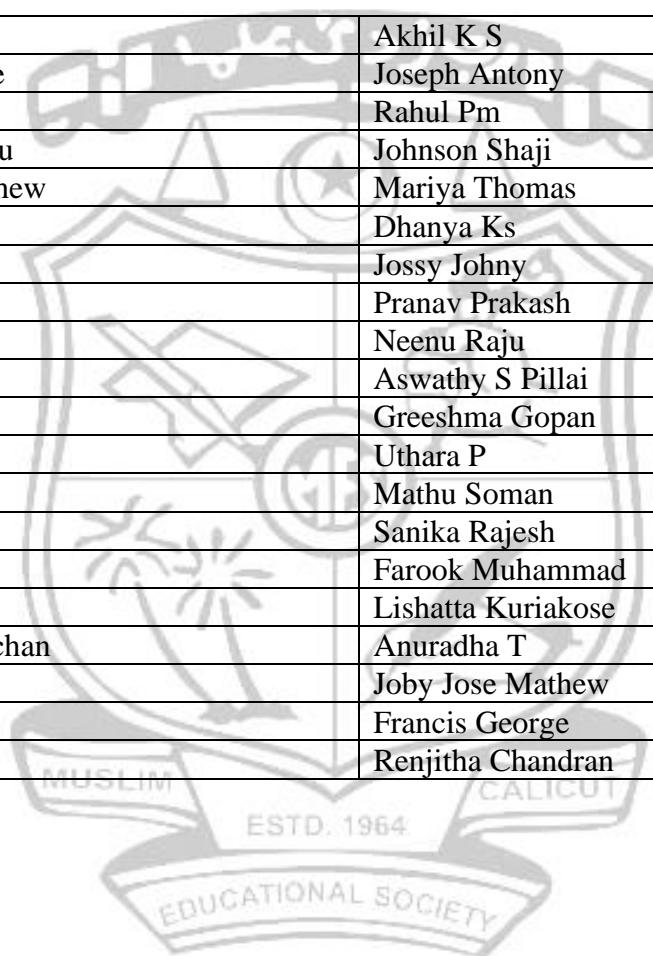 Akhil K S
e Joseph Antony
Rahul Pm
u Johnson Shaji
hew Mariya Thomas
Dhanya Ks
Jossy Johny
Pranav Prakash
Neenu Raju
Aswathy S Pillai
Greeshma Gopan
Uthara P
Mathu Soman
Sanika Rajesh
Farook Muhammad
Lishatta Kuriakose
chan Anuradha T
Joby Jose Mathew
Francis George
Renjitha Chandran
MUSLIM CALICUT
ESTD. 1964
EDUCATIONAL SOCIETY